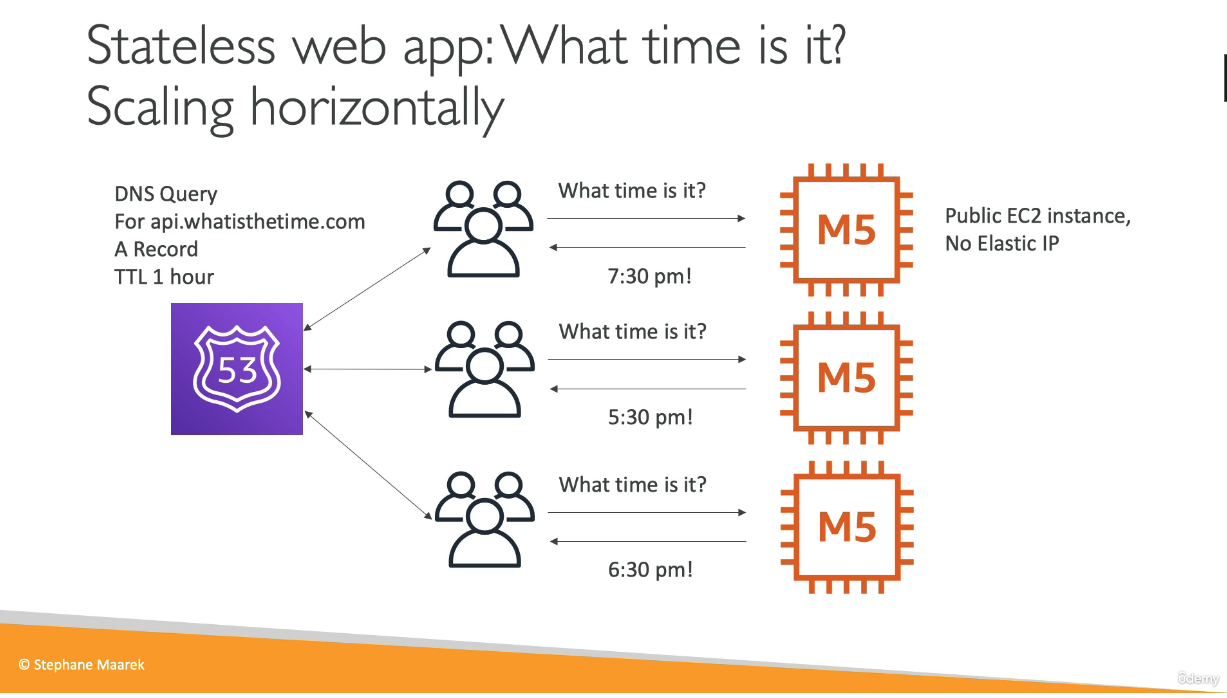 Stateless web app: What time is it?
Scaling horizontally
DNS Query
For api.whatisthetime.com
A Record
TTL 1 hour
53
What time is it?
7:30 pm!
M5
Public EC2 instance,
No Elastic IP
What time is it?
5:30 pm!
M5
What time is it?
6:30 pm!
M5
© Stephane Maarek
ûdemy